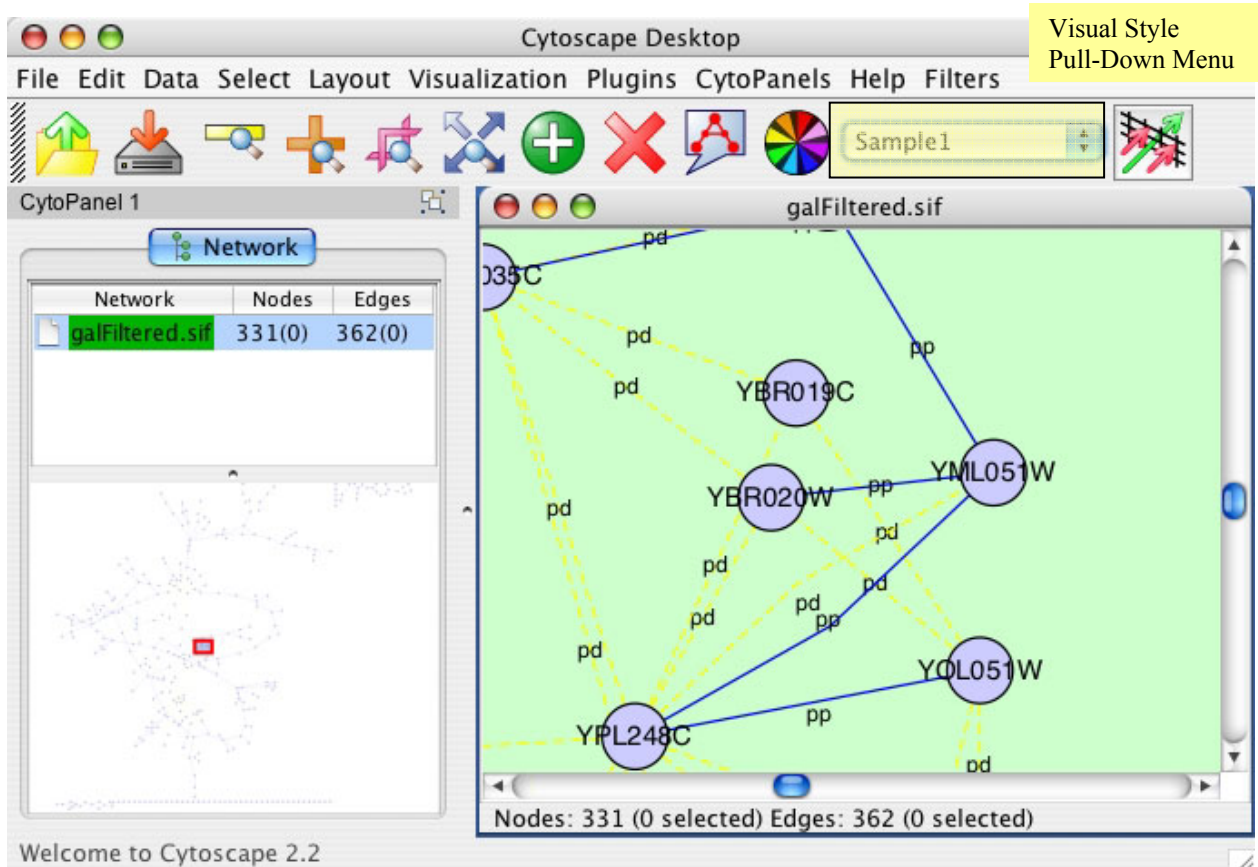 Cytoscape Desktop
Visual Style
Pull-Down Menu
File Edit Data Select Layout Visualization Plugins CytoPanels Help Filters
Sample1
CytoPanel 1
galFiltered.sif
Network
Network Nodes Edges
galFiltered.sif 331(0) 362(0)
pd
035C
pd
pp
pd
YBR019C
YML051W
YBR020W
pp
pd
pd
pd
pd
pd
pp
pd
pd
YOL051W
pp
YPL248C
pd
Nodes: 331 (0 selected) Edges: 362 (0 selected)
Welcome to Cytoscape 2.2